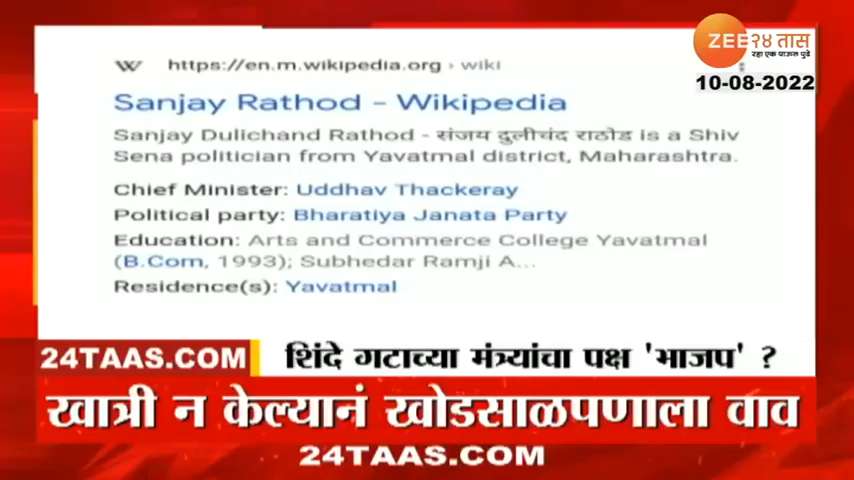 ZEE २४ तास
रहा एक पाऊल पुढे
10-08-2022
W https://en.m.wikipedia.org › wiki
Sanjay Rathod - Wikipedia
Sanjay Dulichand Rathod - संजय दुलीचंद राठोड is a Shiv
Sena politician from Yavatmal district, Maharashtra.
Chief Minister: Uddhav Thackeray
Political party: Bharatiya Janata Party
Education: Arts and Commerce College Yavatmal
(B.Com, 1993); Subhedar Ramji A...
Residence(s): Yavatmal
24TAAS.COM शिंदे गटाच्या मंत्र्यांचा पक्ष 'भाजप' ?
खात्री न केल्यानं खोडसाळपणाला वाव
24TAAS.COM